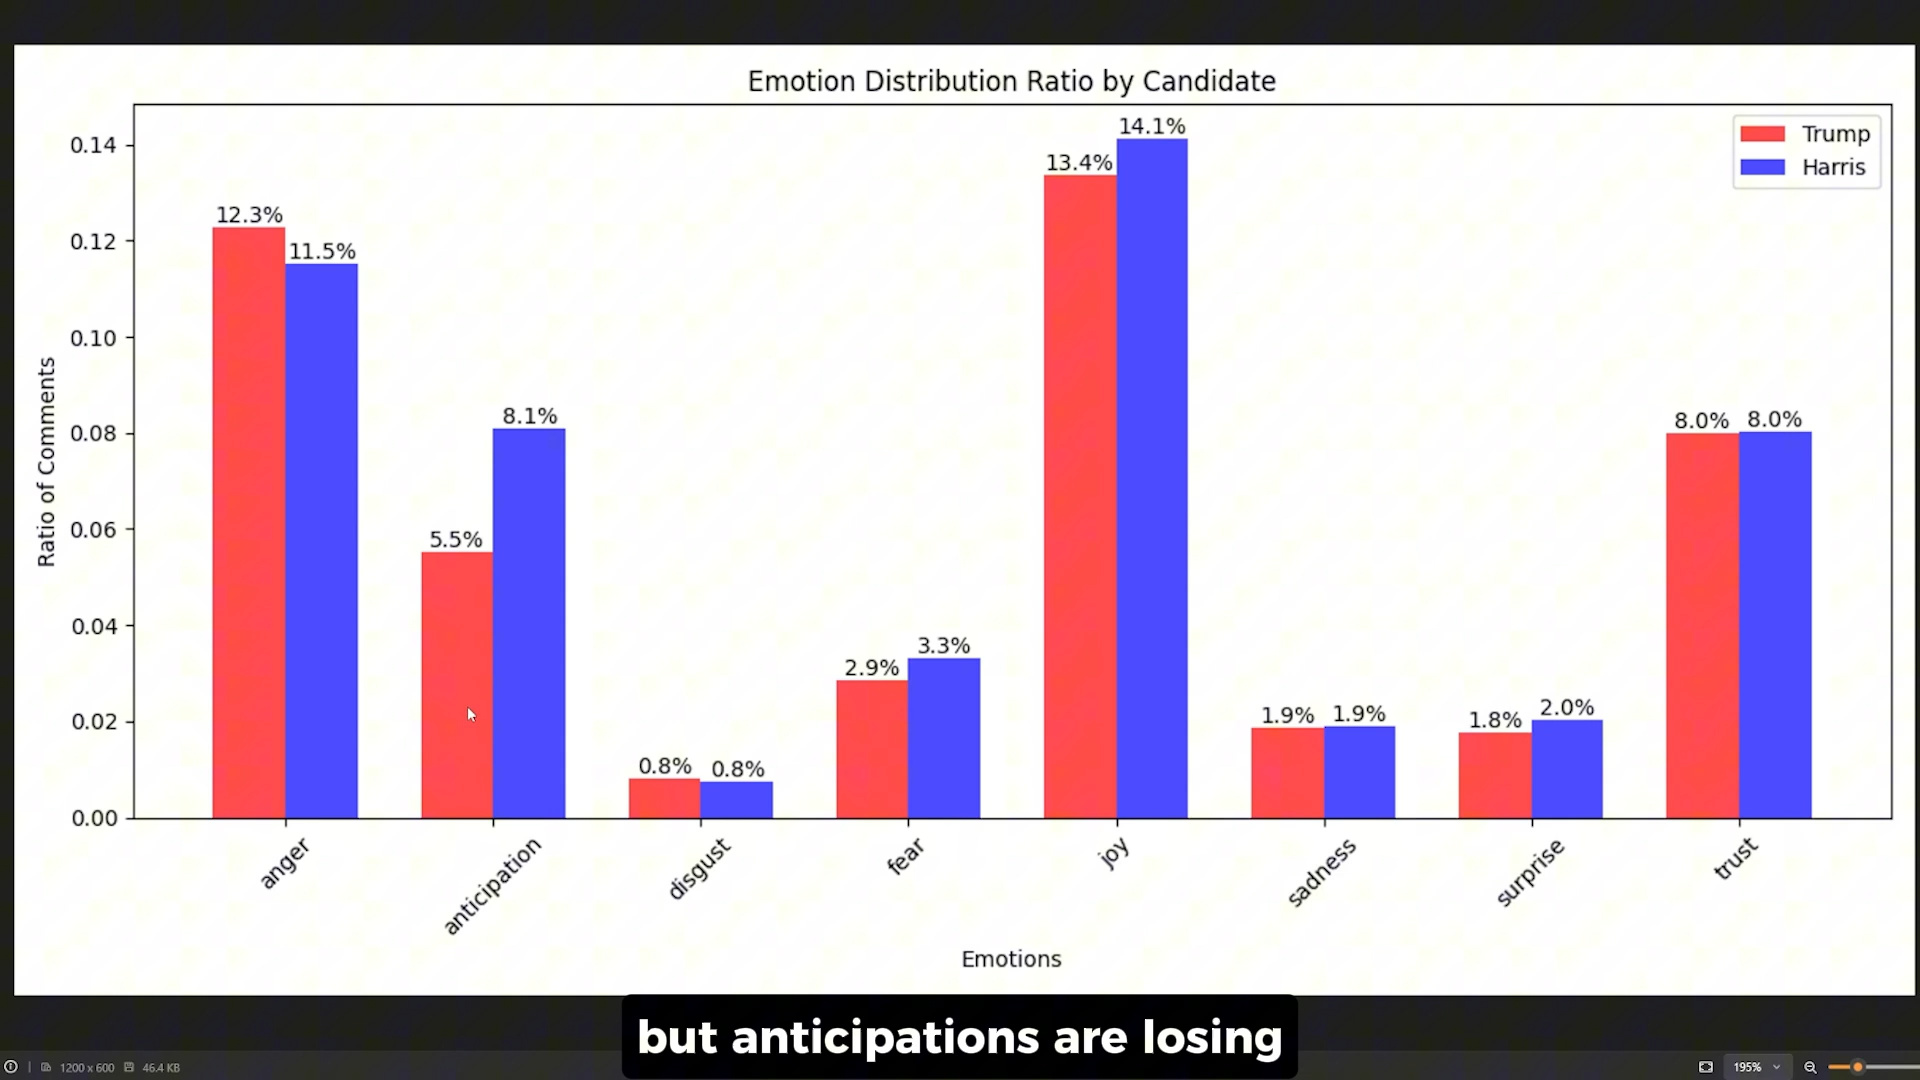 Emotion Distribution Ratio by Candidate
Trump
Harris
0.14
0.12
0.10
0.08
0.06
0.04
0.02
0.00
Ratio of Comments
12.3%
11.5%
5.5%
8.1%
0.8%
0.8%
2.9%
3.3%
13.4%
14.1%
1.9%
1.9%
1.8%
2.0%
8.0%
8.0%
anger
anticipation
disgust
fear
joy
sadness
surprise
trust
Emotions
but anticipations are losing
1200 x 600
46.4 KB
195%